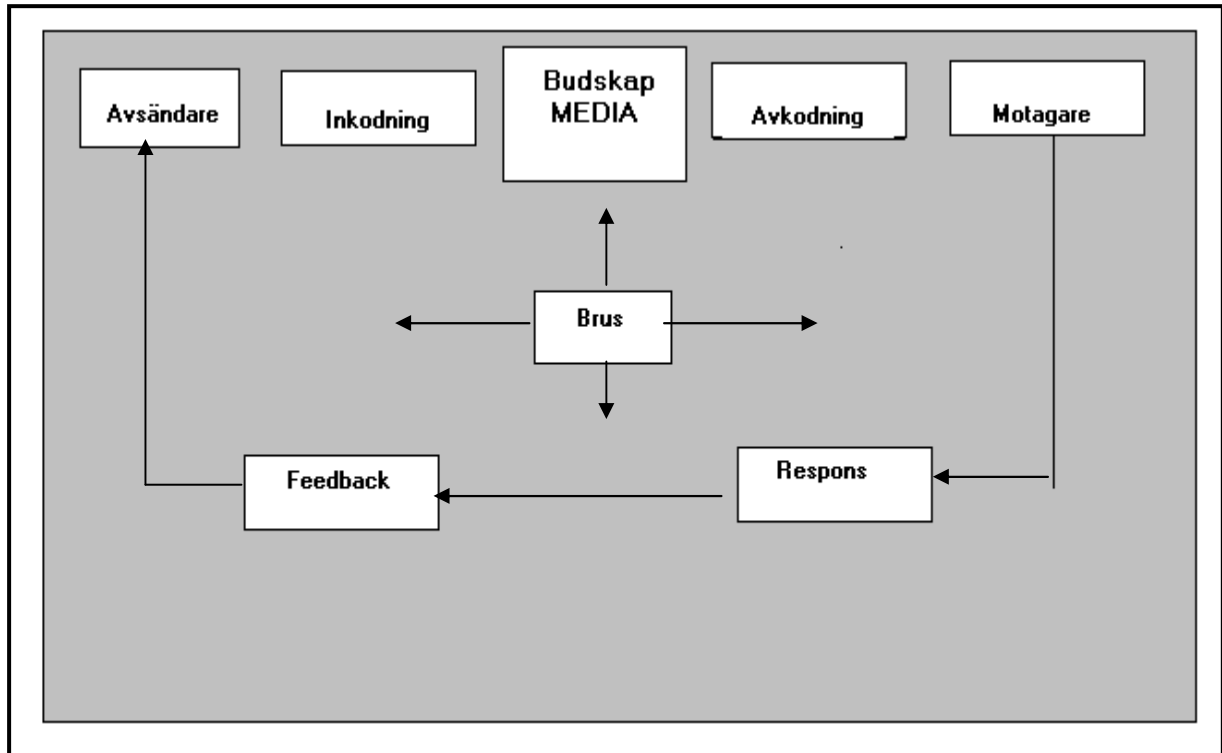 Avsändare
Inkodning
Budskap
MEDIA
Avkodning
Motagare
Brus
Feedback
Respons